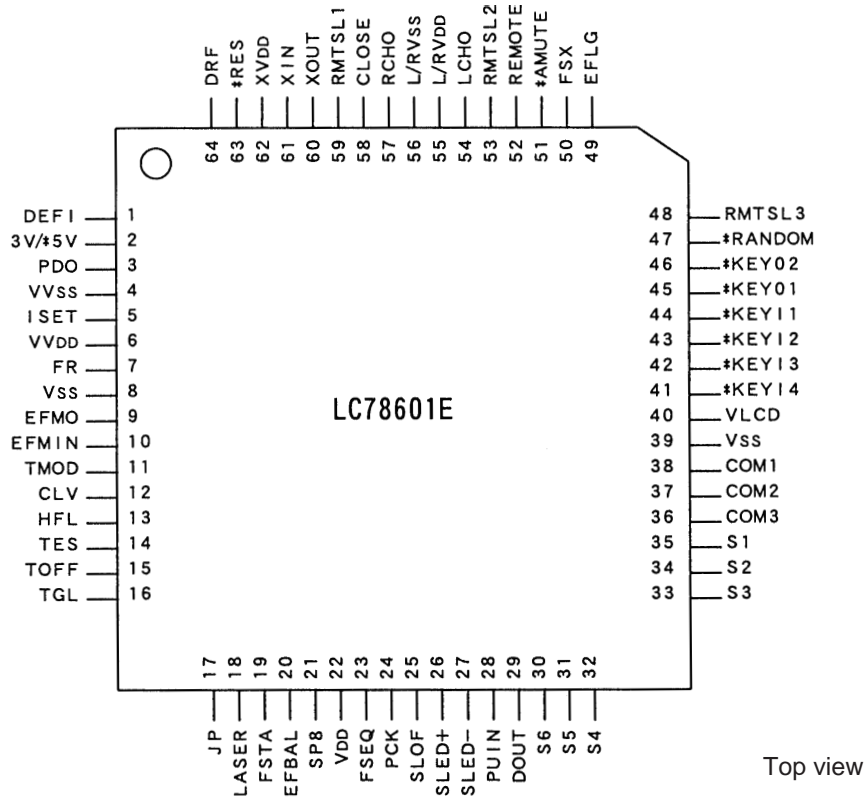 DRF
*RES
XVDD
XIN
XOUT
RMTSL1
CLOSE
RCHO
L/RVSS
L/RVDD
LCHO
RMTSL2
REMOTE
*AMUTE
FSX
EFLG
64
63
62
61
60
59
58
57
56
55
54
53
52
51
50
49
DEFI 1
3V/*5V 2
PDO 3
VVSS 4
ISET 5
VVDD 6
FR 7
VSS 8
EFMO 9
EFMIN 10
TMOD 11
CLV 12
HFL 13
TES 14
TOFF 15
TGL 16
LC78601E
48 RMTSL3
47 *RANDOM
46 *KEYO2
45 *KEYO1
44 *KEYI1
43 *KEYI2
42 *KEYI3
41 *KEYI4
40 VLCD
39 VSS
38 COM1
37 COM2
36 COM3
35 S1
34 S2
33 S3
17
18
19
20
21
22
23
24
25
26
27
28
29
30
31
32
JP
LASER
FSTA
EFBAL
SP8
VDD
FSEQ
PCK
SLOF
SLED+
SLED−
PUIN
DOUT
S6
S5
S4
Top view